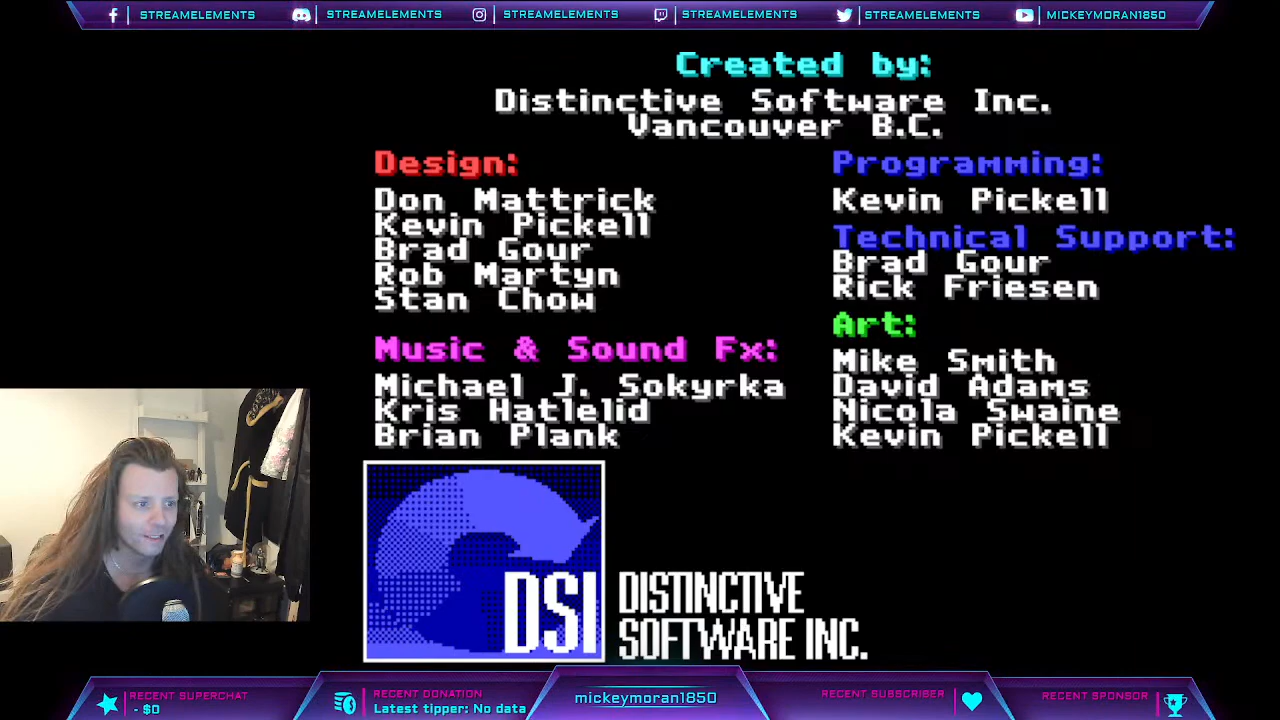 STREAMELEMENTS
STREAMELEMENTS
STREAMELEMENTS
STREAMELEMENTS
STREAMELEMENTS
MICKEYMORAN1850
Created by:
Distinctive Software Inc.
Vancouver B.C.
Design:
Don Mattrick
Kevin Pickell
Brad Gour
Rob Martyn
Stan Chow
Music & Sound Fx:
Michael J. Sokyrka
Kris Hatlelid
Brian Plank
Programming:
Kevin Pickell
Technical Support:
Brad Gour
Rick Friesen
Art:
Mike Smith
David Adams
Nicola Swaine
Kevin Pickell
DSI
DISTINCTIVE
SOFTWARE INC.
RECENT SUPERCHAT
- $0
RECENT DONATION
Latest tipper: No data
mickeymoran1850
RECENT SUBSCRIBER
RECENT SPONSOR